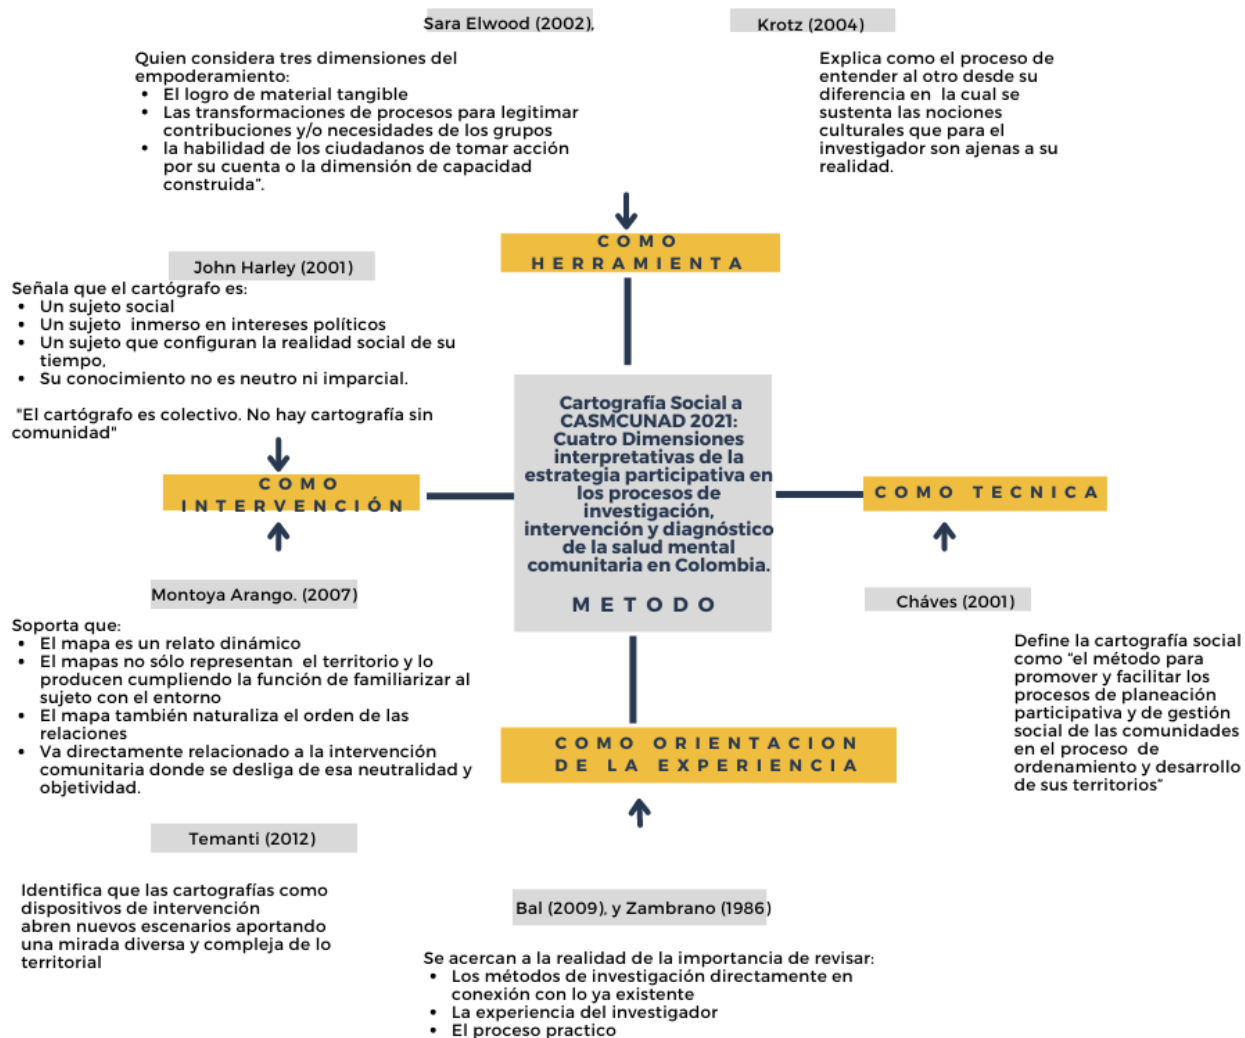 Sara Elwood (2002),
Quien considera tres dimensiones del
empoderamiento:
• El logro de material tangible
• Las transformaciones de procesos para legitimar
contribuciones y/o necesidades de los grupos
• la habilidad de los ciudadanos de tomar acción
por su cuenta o la dimensión de capacidad
construida”.
Krotz (2004)
Explica como el proceso de
entender al otro desde su
diferencia en la cual se
sustenta las nociones
culturales que para el
investigador son ajenas a su
realidad.
COMO
HERRAMIENTA
John Harley (2001)
Señala que el cartógrafo es:
• Un sujeto social
• Un sujeto inmerso en intereses políticos
• Un sujeto que configuran la realidad social de su
tiempo,
• Su conocimiento no es neutro ni imparcial.
"El cartógrafo es colectivo. No hay cartografía sin
comunidad"
COMO
INTERVENCIÓN
Cartografía Social a
CASMCUNAD 2021:
Cuatro Dimensiones
interpretativas de la
estrategia participativa en
los procesos de
investigación,
intervención y diagnóstico
de la salud mental
comunitaria en Colombia.
METODO
COMO TECNICA
Montoya Arango. (2007)
Soporta que:
• El mapa es un relato dinámico
• El mapas no sólo representan el territorio y lo
producen cumpliendo la función de familiarizar al
sujeto con el entorno
• El mapa también naturaliza el orden de las
relaciones
• Va directamente relacionado a la intervención
comunitaria donde se desliga de esa neutralidad y
objetividad.
Cháves (2001)
Define la cartografía social
como “el método para
promover y facilitar los
procesos de planeación
participativa y de gestión
social de las comunidades
en el proceso de
ordenamiento y desarrollo
de sus territorios”
COMO ORIENTACION
DE LA EXPERIENCIA
Temanti (2012)
Identifica que las cartografías como
dispositivos de intervención
abren nuevos escenarios aportando
una mirada diversa y compleja de lo
territorial
Bal (2009), y Zambrano (1986)
Se acercan a la realidad de la importancia de revisar:
• Los métodos de investigación directamente en
conexión con lo ya existente
• La experiencia del investigador
• El proceso practico